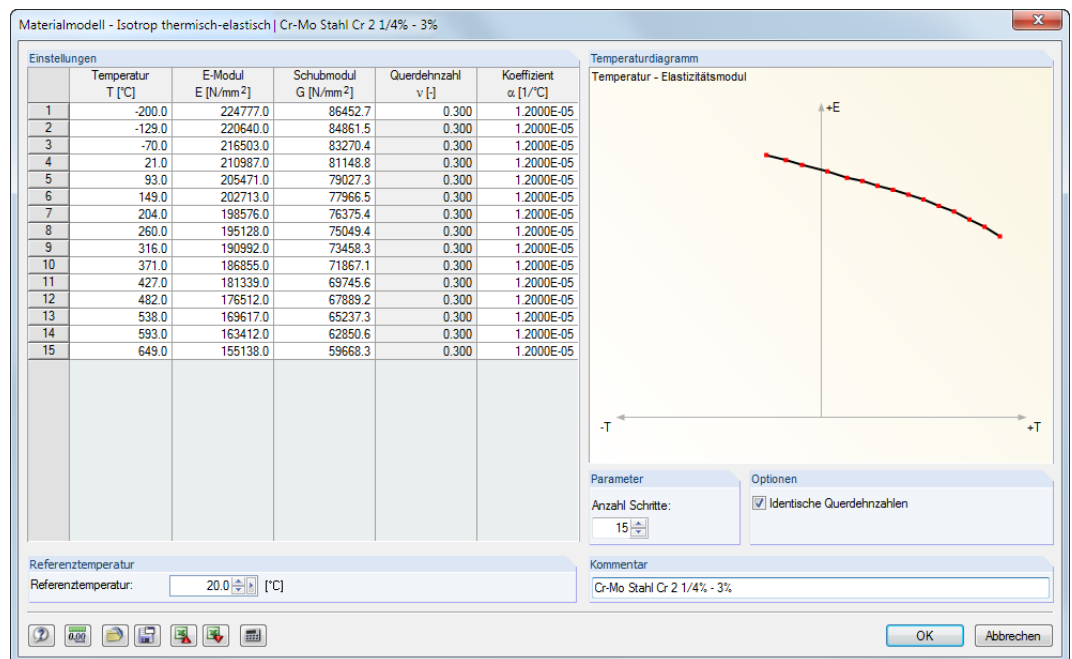 Materialmodell - Isotrop thermisch-elastisch | Cr-Mo Stahl Cr 2 1/4% - 3%
Einstellungen
Temperatur E-Modul Schubmodul Querdehnzahl Koeffizient
T [°C] E [N/mm²] G [N/mm²] ν [-] α [1/°C]
1 -200.0 224777.0 86452.7 0.300 1.2000E-05
2 -129.0 220640.0 84861.5 0.300 1.2000E-05
3 -70.0 216503.0 83270.4 0.300 1.2000E-05
4 21.0 210987.0 81148.8 0.300 1.2000E-05
5 93.0 205471.0 79027.3 0.300 1.2000E-05
6 149.0 202713.0 77966.5 0.300 1.2000E-05
7 204.0 198576.0 76375.4 0.300 1.2000E-05
8 260.0 195128.0 75049.4 0.300 1.2000E-05
9 316.0 190992.0 73458.3 0.300 1.2000E-05
10 371.0 186855.0 71867.1 0.300 1.2000E-05
11 427.0 181339.0 69745.6 0.300 1.2000E-05
12 482.0 176512.0 67889.2 0.300 1.2000E-05
13 538.0 169617.0 65237.3 0.300 1.2000E-05
14 593.0 163412.0 62850.6 0.300 1.2000E-05
15 649.0 155138.0 59668.3 0.300 1.2000E-05
Temperaturdiagramm
Temperatur - Elastizitätsmodul
+E
-T
+T
Parameter
Anzahl Schritte:
15
Optionen
Identische Querdehnzahlen
Referenztemperatur
Referenztemperatur: 20.0 [°C]
Kommentar
Cr-Mo Stahl Cr 2 1/4% - 3%
0.00
OK Abbrechen